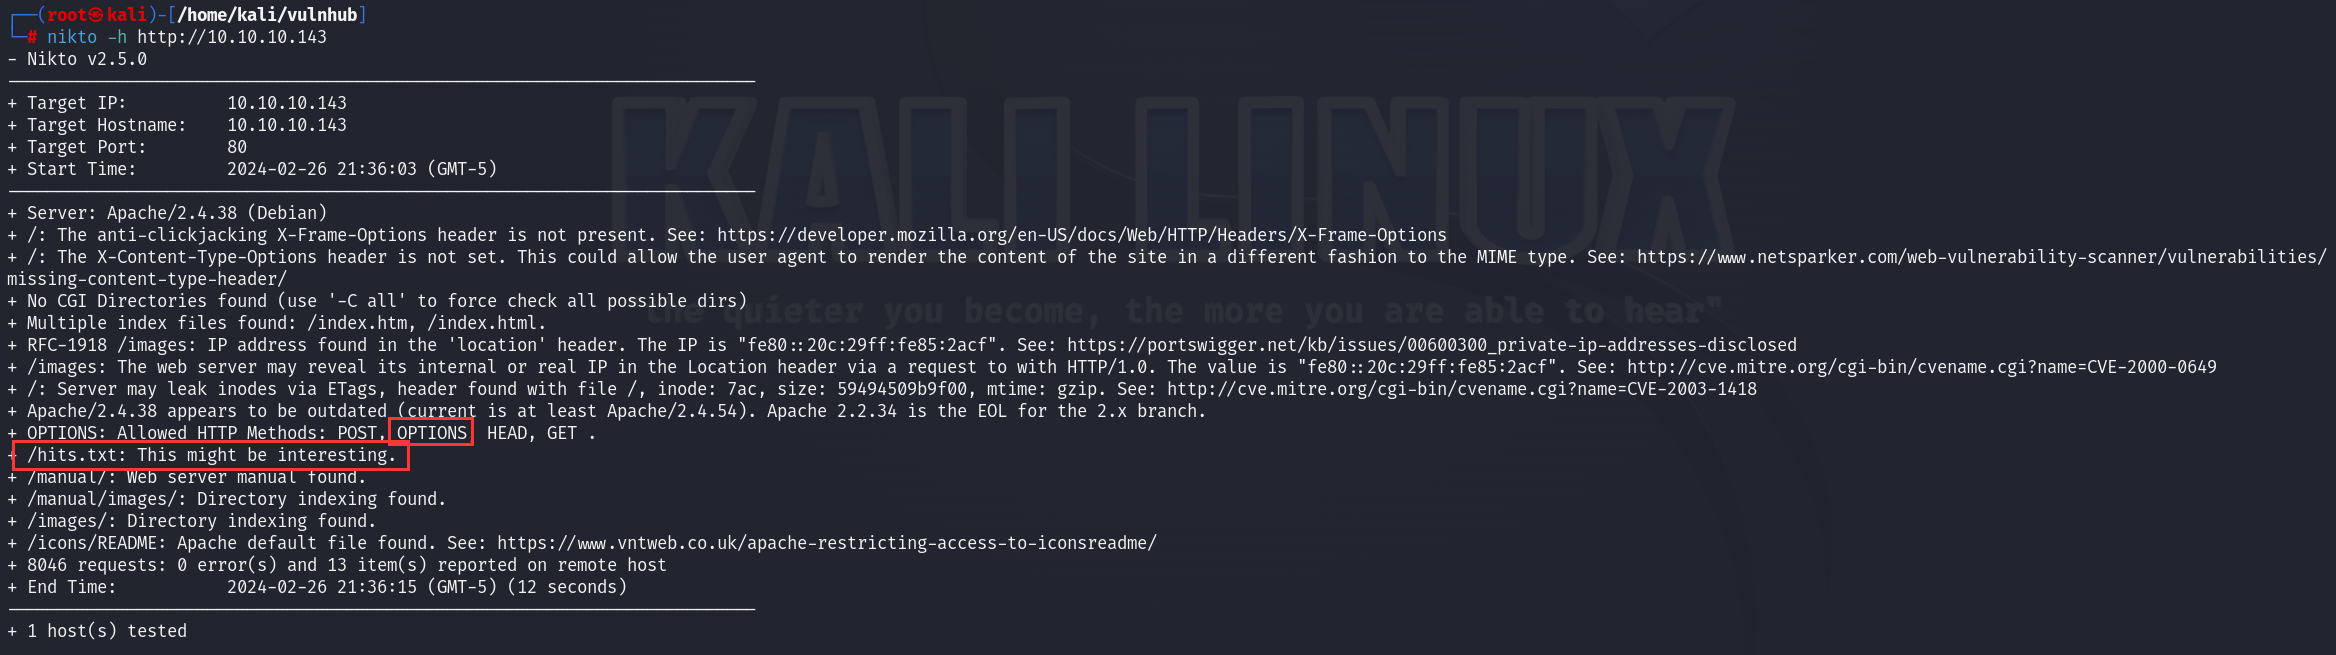 ┌──(root㉿kali)-[/home/kali/vulnhub]
└─# nikto -h http://10.10.10.143
- Nikto v2.5.0
---------------------------------------------------------------------------
+ Target IP:          10.10.10.143
+ Target Hostname:    10.10.10.143
+ Target Port:        80
+ Start Time:         2024-02-26 21:36:03 (GMT-5)
---------------------------------------------------------------------------
+ Server: Apache/2.4.38 (Debian)
+ /: The anti-clickjacking X-Frame-Options header is not present. See: https://developer.mozilla.org/en-US/docs/Web/HTTP/Headers/X-Frame-Options
+ /: The X-Content-Type-Options header is not set. This could allow the user agent to render the content of the site in a different fashion to the MIME type. See: https://www.netsparker.com/web-vulnerability-scanner/vulnerabilities/
missing-content-type-header/
+ No CGI Directories found (use '-C all' to force check all possible dirs)
+ Multiple index files found: /index.htm, /index.html.
+ RFC-1918 /images: IP address found in the 'location' header. The IP is "fe80::20c:29ff:fe85:2acf". See: https://portswigger.net/kb/issues/00600300_private-ip-addresses-disclosed
+ /images: The web server may reveal its internal or real IP in the Location header via a request to with HTTP/1.0. The value is "fe80::20c:29ff:fe85:2acf". See: http://cve.mitre.org/cgi-bin/cvename.cgi?name=CVE-2000-0649
+ /: Server may leak inodes via ETags, header found with file /, inode: 7ac, size: 59494509b9f00, mtime: gzip. See: http://cve.mitre.org/cgi-bin/cvename.cgi?name=CVE-2003-1418
+ Apache/2.4.38 appears to be outdated (current is at least Apache/2.4.54). Apache 2.2.34 is the EOL for the 2.x branch.
+ OPTIONS: Allowed HTTP Methods: POST, OPTIONS, HEAD, GET .
+ /hits.txt: This might be interesting.
+ /manual/: Web server manual found.
+ /manual/images/: Directory indexing found.
+ /images/: Directory indexing found.
+ /icons/README: Apache default file found. See: https://www.vntweb.co.uk/apache-restricting-access-to-iconsreadme/
+ 8046 requests: 0 error(s) and 13 item(s) reported on remote host
+ End Time:           2024-02-26 21:36:15 (GMT-5) (12 seconds)
---------------------------------------------------------------------------
+ 1 host(s) tested
KALI LINUX
the quieter you become, the more you are able to hear"